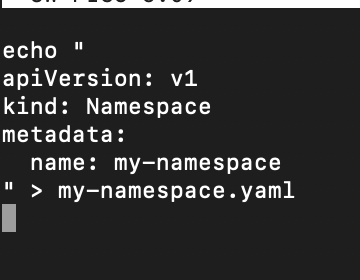 echo "
apiVersion: v1
kind: Namespace
metadata:
  name: my-namespace
" > my-namespace.yaml